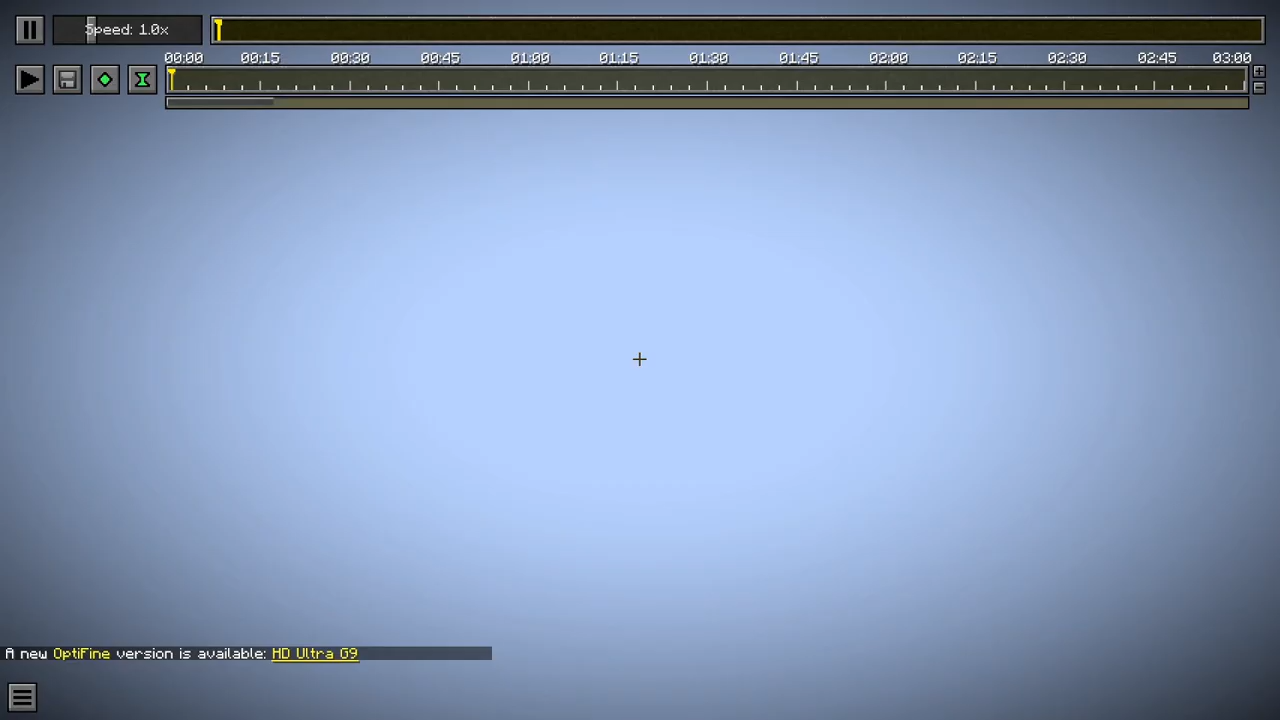 Speed: 1.0x
00:00 00:15 00:30 00:45 01:00 01:15 01:30 01:45 02:00 02:15 02:30 02:45 03:00
A new OptiFine version is available: HD Ultra G9